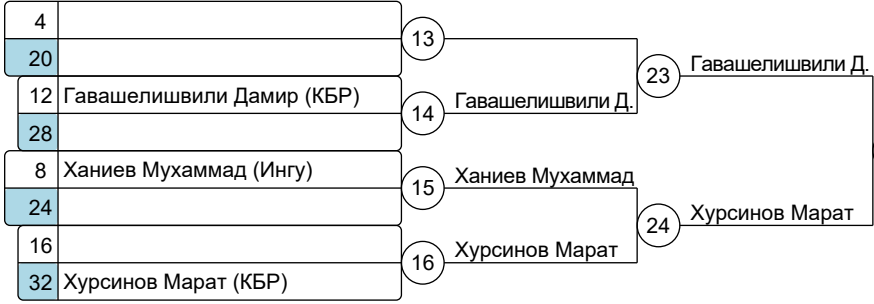 4
13
20
23
Гавашелишвили Д.
12 Гавашелишвили Дамир (КБР)
14
Гавашелишвили Д.
28
8 Ханиев Мухаммад (Ингу)
15
Ханиев Мухаммад
24
24
Хурсинов Марат
16
16
Хурсинов Марат
32 Хурсинов Марат (КБР)